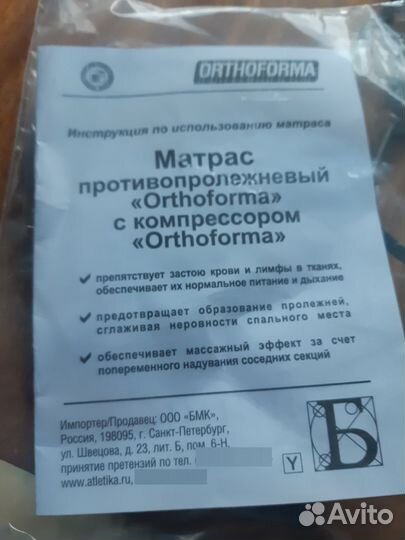 ORTHOFORMA
Инструкция по использованию матраса
Матрас
противопролежневый
«Orthoforma»
с компрессором
«Orthoforma»
препятствует застою крови и лимфы в тканях,
обеспечивает их нормальное питание и дыхание
предотвращает образование пролежней,
сглаживая неровности спального места
обеспечивает массажный эффект за счет
попеременного надувания соседних секций
Импортер/Продавец: ООО «БМК»,
Россия, 198095, г. Санкт-Петербург,
ул. Швецова, д. 23, лит. Б, пом. 6-Н,
принятие претензий по тел.
www.atletika.ru,
Y
Б
Avito